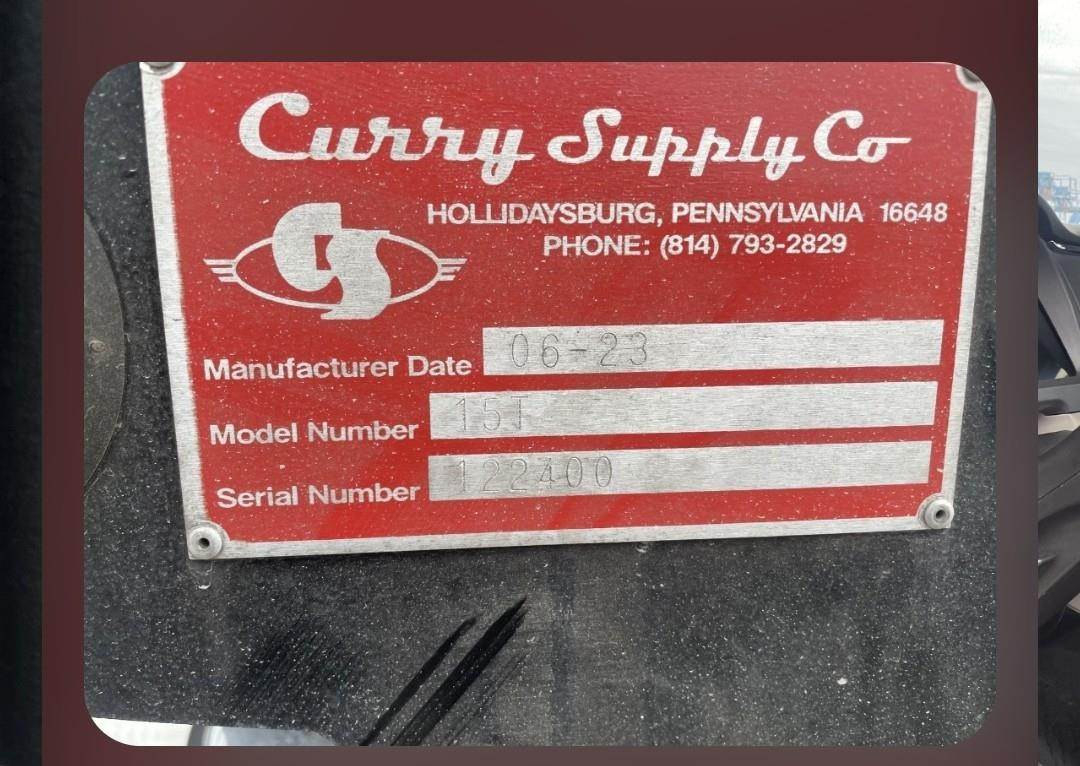 Curry Supply Co
HOLLIDAYSBURG, PENNSYLVANIA 16648
PHONE: (814) 793-2829
CS
Manufacturer Date 06-23
Model Number 15T
Serial Number 122400